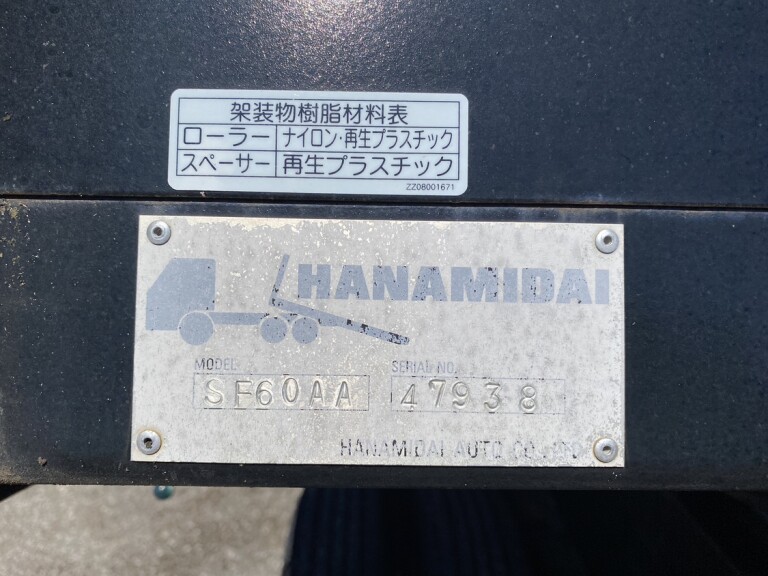 架装物樹脂材料表
ローラー ナイロン・再生プラスチック
スペーサー 再生プラスチック
ZZ08001671
HANAMIDAI
MODEL SERIAL NO.
SF60AA 47938
HANAMIDAI AUTO CO., LTD